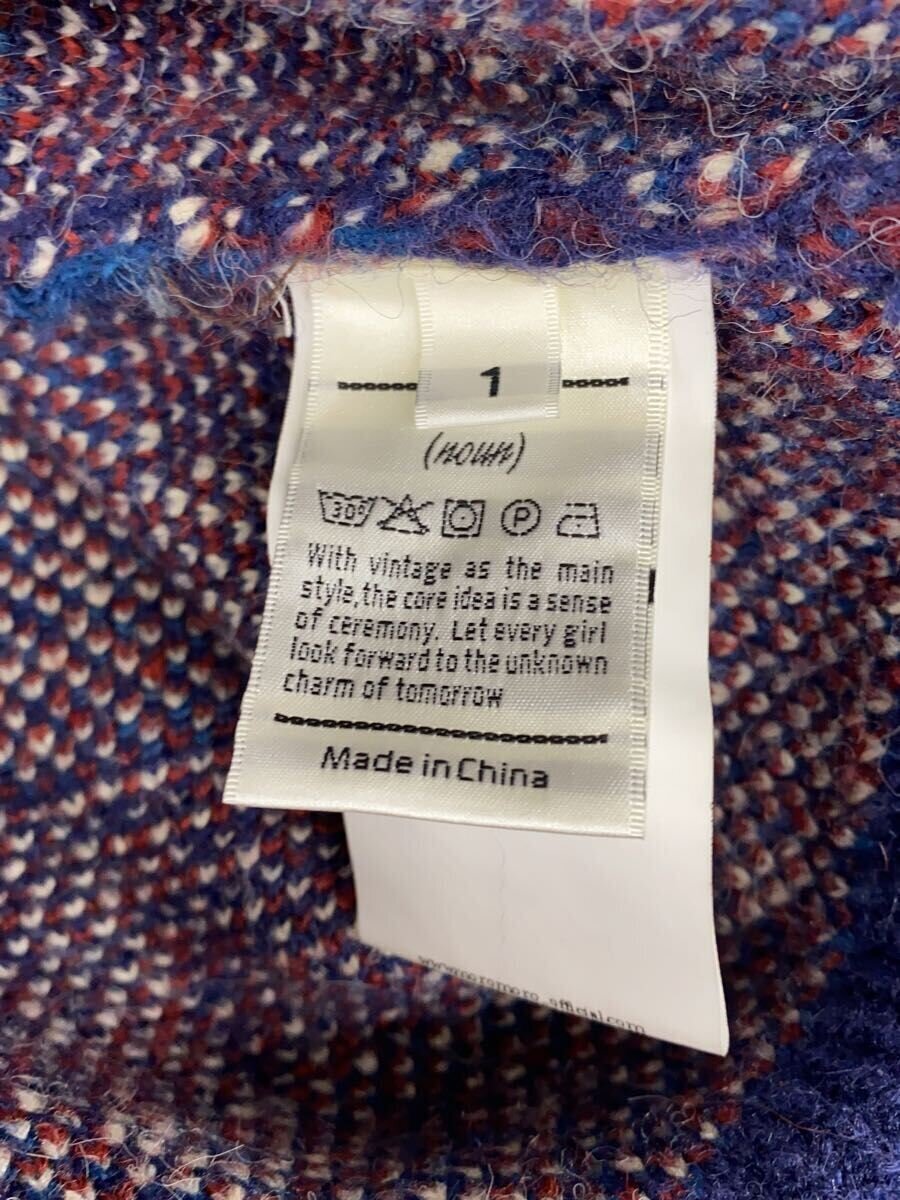 1
(noun)
30°
P
With vintage as the main
style,the core idea is a sense
of ceremony. Let every girl
look forward to the unknown
charm of tomorrow
Made in China